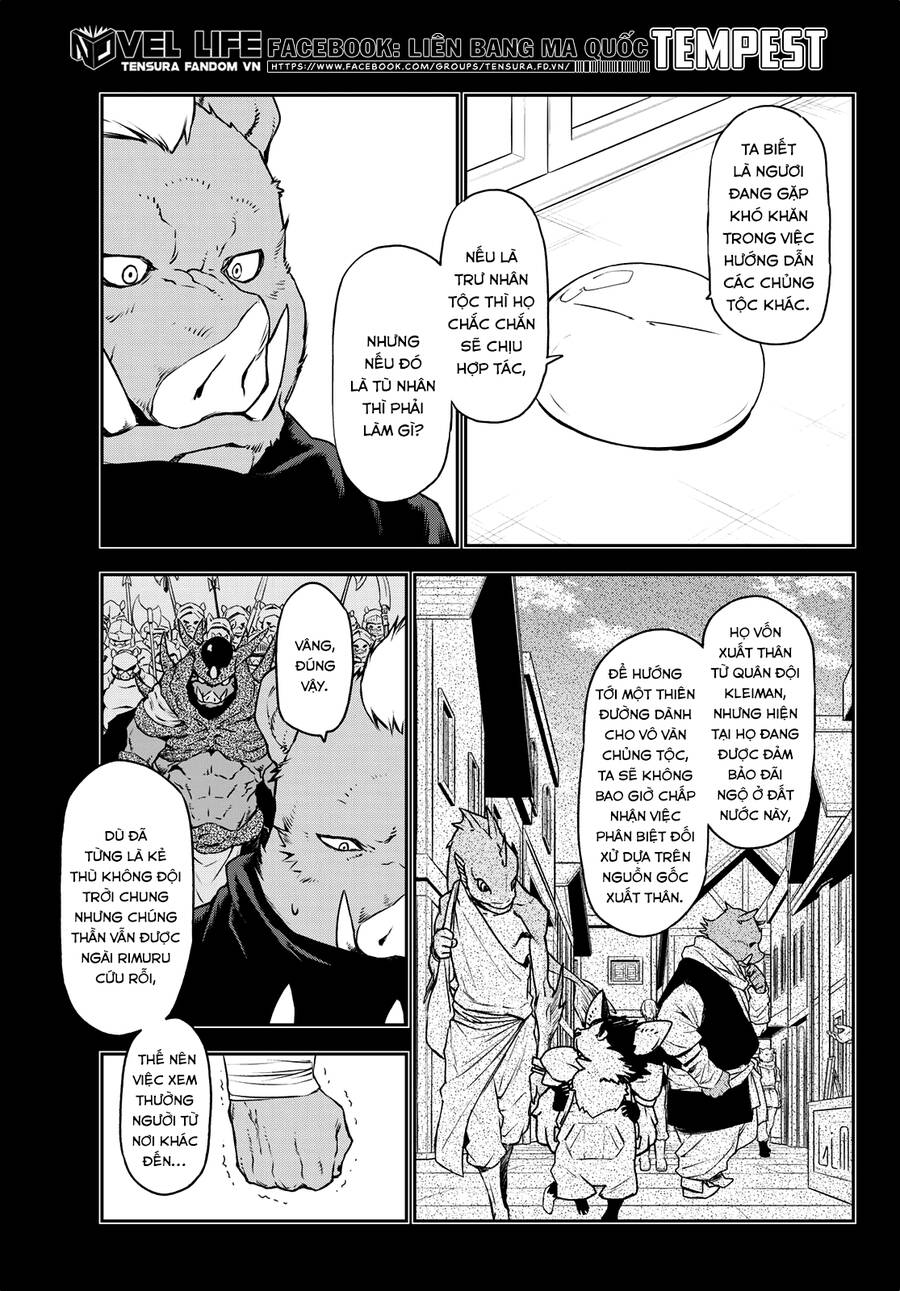 NOVEL LIFE
TENSURA FANDOM VN
FACEBOOK: LIÊN BANG MA QUỐC
HTTPS://WWW.FACEBOOK.COM/GROUPS/TENSURA.FD.VN/
TEMPEST
TA BIẾT
LÀ NGƯƠI
ĐANG GẶP
KHÓ KHĂN
TRONG VIỆC
HƯỚNG DẪN
CÁC CHỦNG
TỘC KHÁC.
NẾU LÀ
TRƯ NHÂN
TỘC THÌ HỌ
CHẮC CHẮN
SẼ CHỊU
HỢP TÁC,
NHƯNG
NẾU ĐÓ
LÀ TÙ NHÂN
THÌ PHẢI
LÀM GÌ?
HỌ VỐN
XUẤT THÂN
TỪ QUÂN ĐỘI
KLEIMAN,
NHƯNG HIỆN
TẠI HỌ ĐANG
ĐƯỢC ĐẢM
BẢO ĐÃI
NGỘ Ở ĐẤT
NƯỚC NÀY,
ĐỂ HƯỚNG
TỚI MỘT THIÊN
ĐƯỜNG DÀNH
CHO VÔ VÀN
CHỦNG TỘC,
TA SẼ KHÔNG
BAO GIỜ CHẤP
NHẬN VIỆC
PHÂN BIỆT ĐỐI
XỬ DỰA TRÊN
NGUỒN GỐC
XUẤT THÂN.
VÂNG,
ĐÚNG
VẬY.
DÙ ĐÃ
TỪNG LÀ KẺ
THÙ KHÔNG ĐỘI
TRỜI CHUNG
NHƯNG CHÚNG
THẦN VẪN ĐƯỢC
NGÀI RIMURU
CỨU RỖI,
THẾ NÊN
VIỆC XEM
THƯỜNG
NGƯỜI TỪ
NƠI KHÁC
ĐẾN...